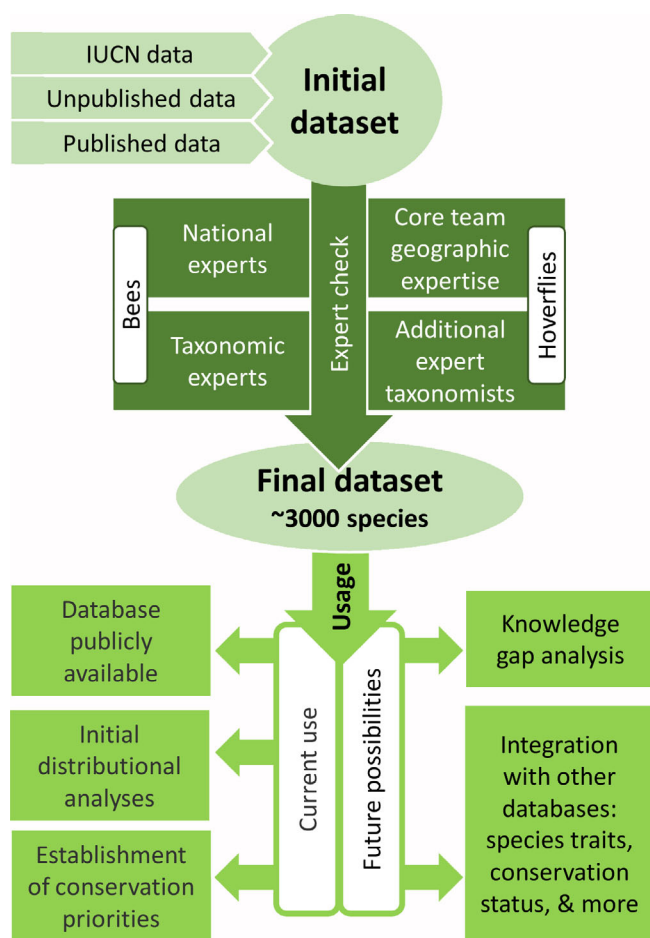 IUCN data
Unpublished data
Published data
Initial
dataset
Bees
National
experts
Taxonomic
experts
Expert check
Core team
geographic
expertise
Additional
expert
taxonomists
Hoverflies
Final dataset
~3000 species
Usage
Current use
Future possibilities
Database
publicly
available
Initial
distributional
analyses
Establishment
of conservation
priorities
Knowledge
gap analysis
Integration
with other
databases:
species traits,
conservation
status, & more